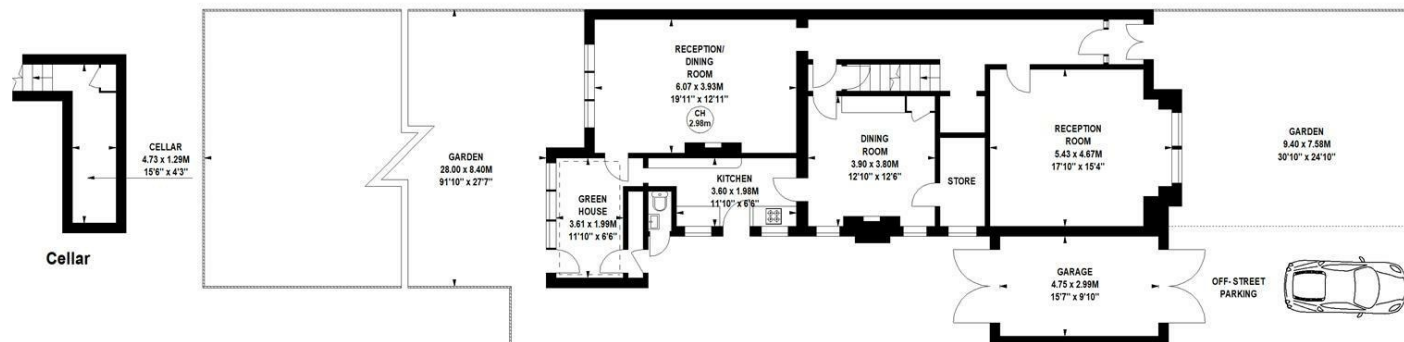 CELLAR
4.73 x 1.29M
15'6" x 4'3"
Cellar
GARDEN
28.00 x 8.40M
91'10" x 27'7"
RECEPTION/
DINING
ROOM
6.07 x 3.93M
19'11" x 12'11"
CH
2.98m
GREEN
HOUSE
3.61 x 1.99M
11'10" x 6'6"
KITCHEN
3.60 x 1.98M
11'10" x 6'6"
DINING
ROOM
3.90 x 3.80M
12'10" x 12'6"
STORE
RECEPTION
ROOM
5.43 x 4.67M
17'10" x 15'4"
GARAGE
4.75 x 2.99M
15'7" x 9'10"
GARDEN
9.40 x 7.58M
30'10" x 24'10"
OFF-STREET
PARKING